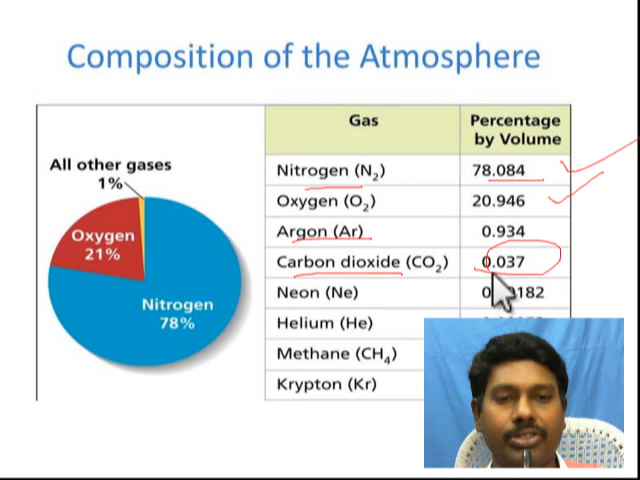 Composition of the Atmosphere
Gas
Percentage
by Volume
Nitrogen (N₂) 78.084
Oxygen (O₂) 20.946
Argon (Ar) 0.934
Carbon dioxide (CO₂) 0.037
Neon (Ne)
Helium (He)
Methane (CH₄)
Krypton (Kr)
All other gases
1%
Oxygen
21%
Nitrogen
78%